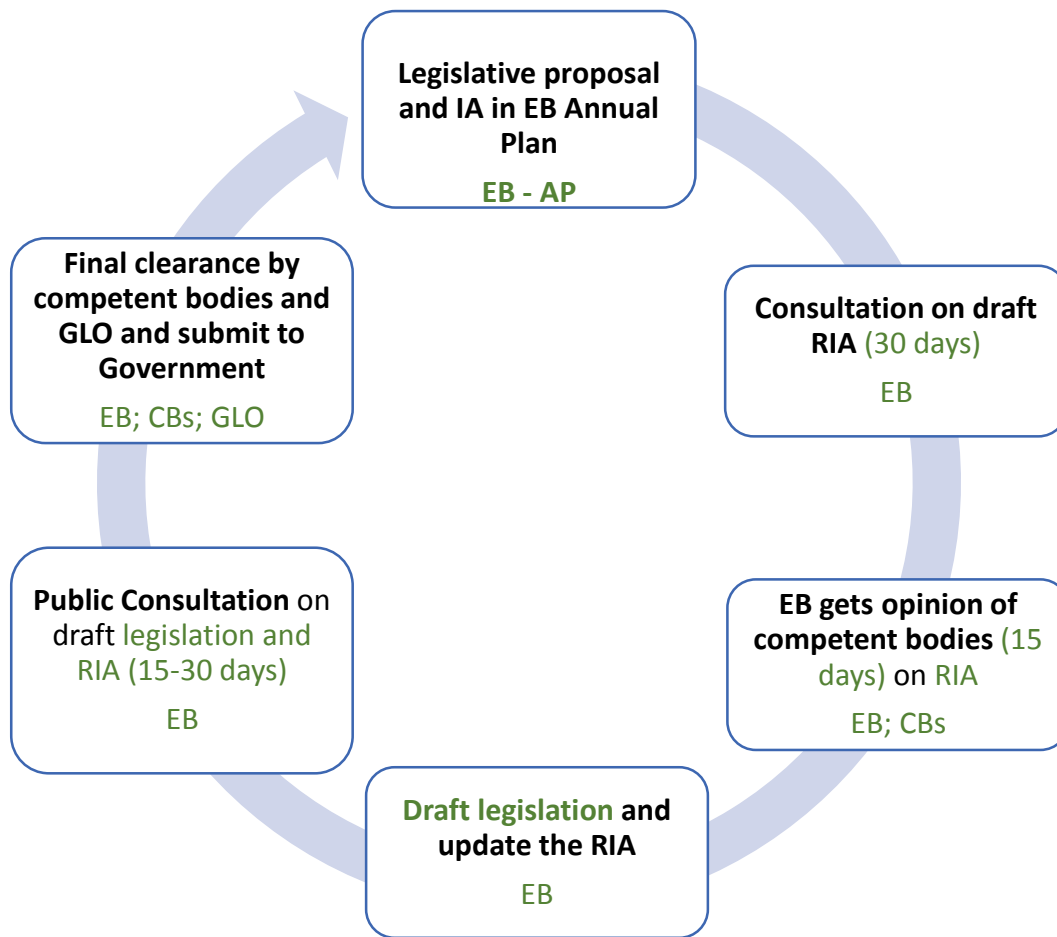 Legislative proposal
and IA in EB Annual
Plan
EB - AP
Consultation on draft
RIA (30 days)
EB
EB gets opinion of
competent bodies (15
days) on RIA
EB; CBs
Draft legislation and
update the RIA
EB
Public Consultation on
draft legislation and
RIA (15-30 days)
EB
Final clearance by
competent bodies and
GLO and submit to
Government
EB; CBs; GLO